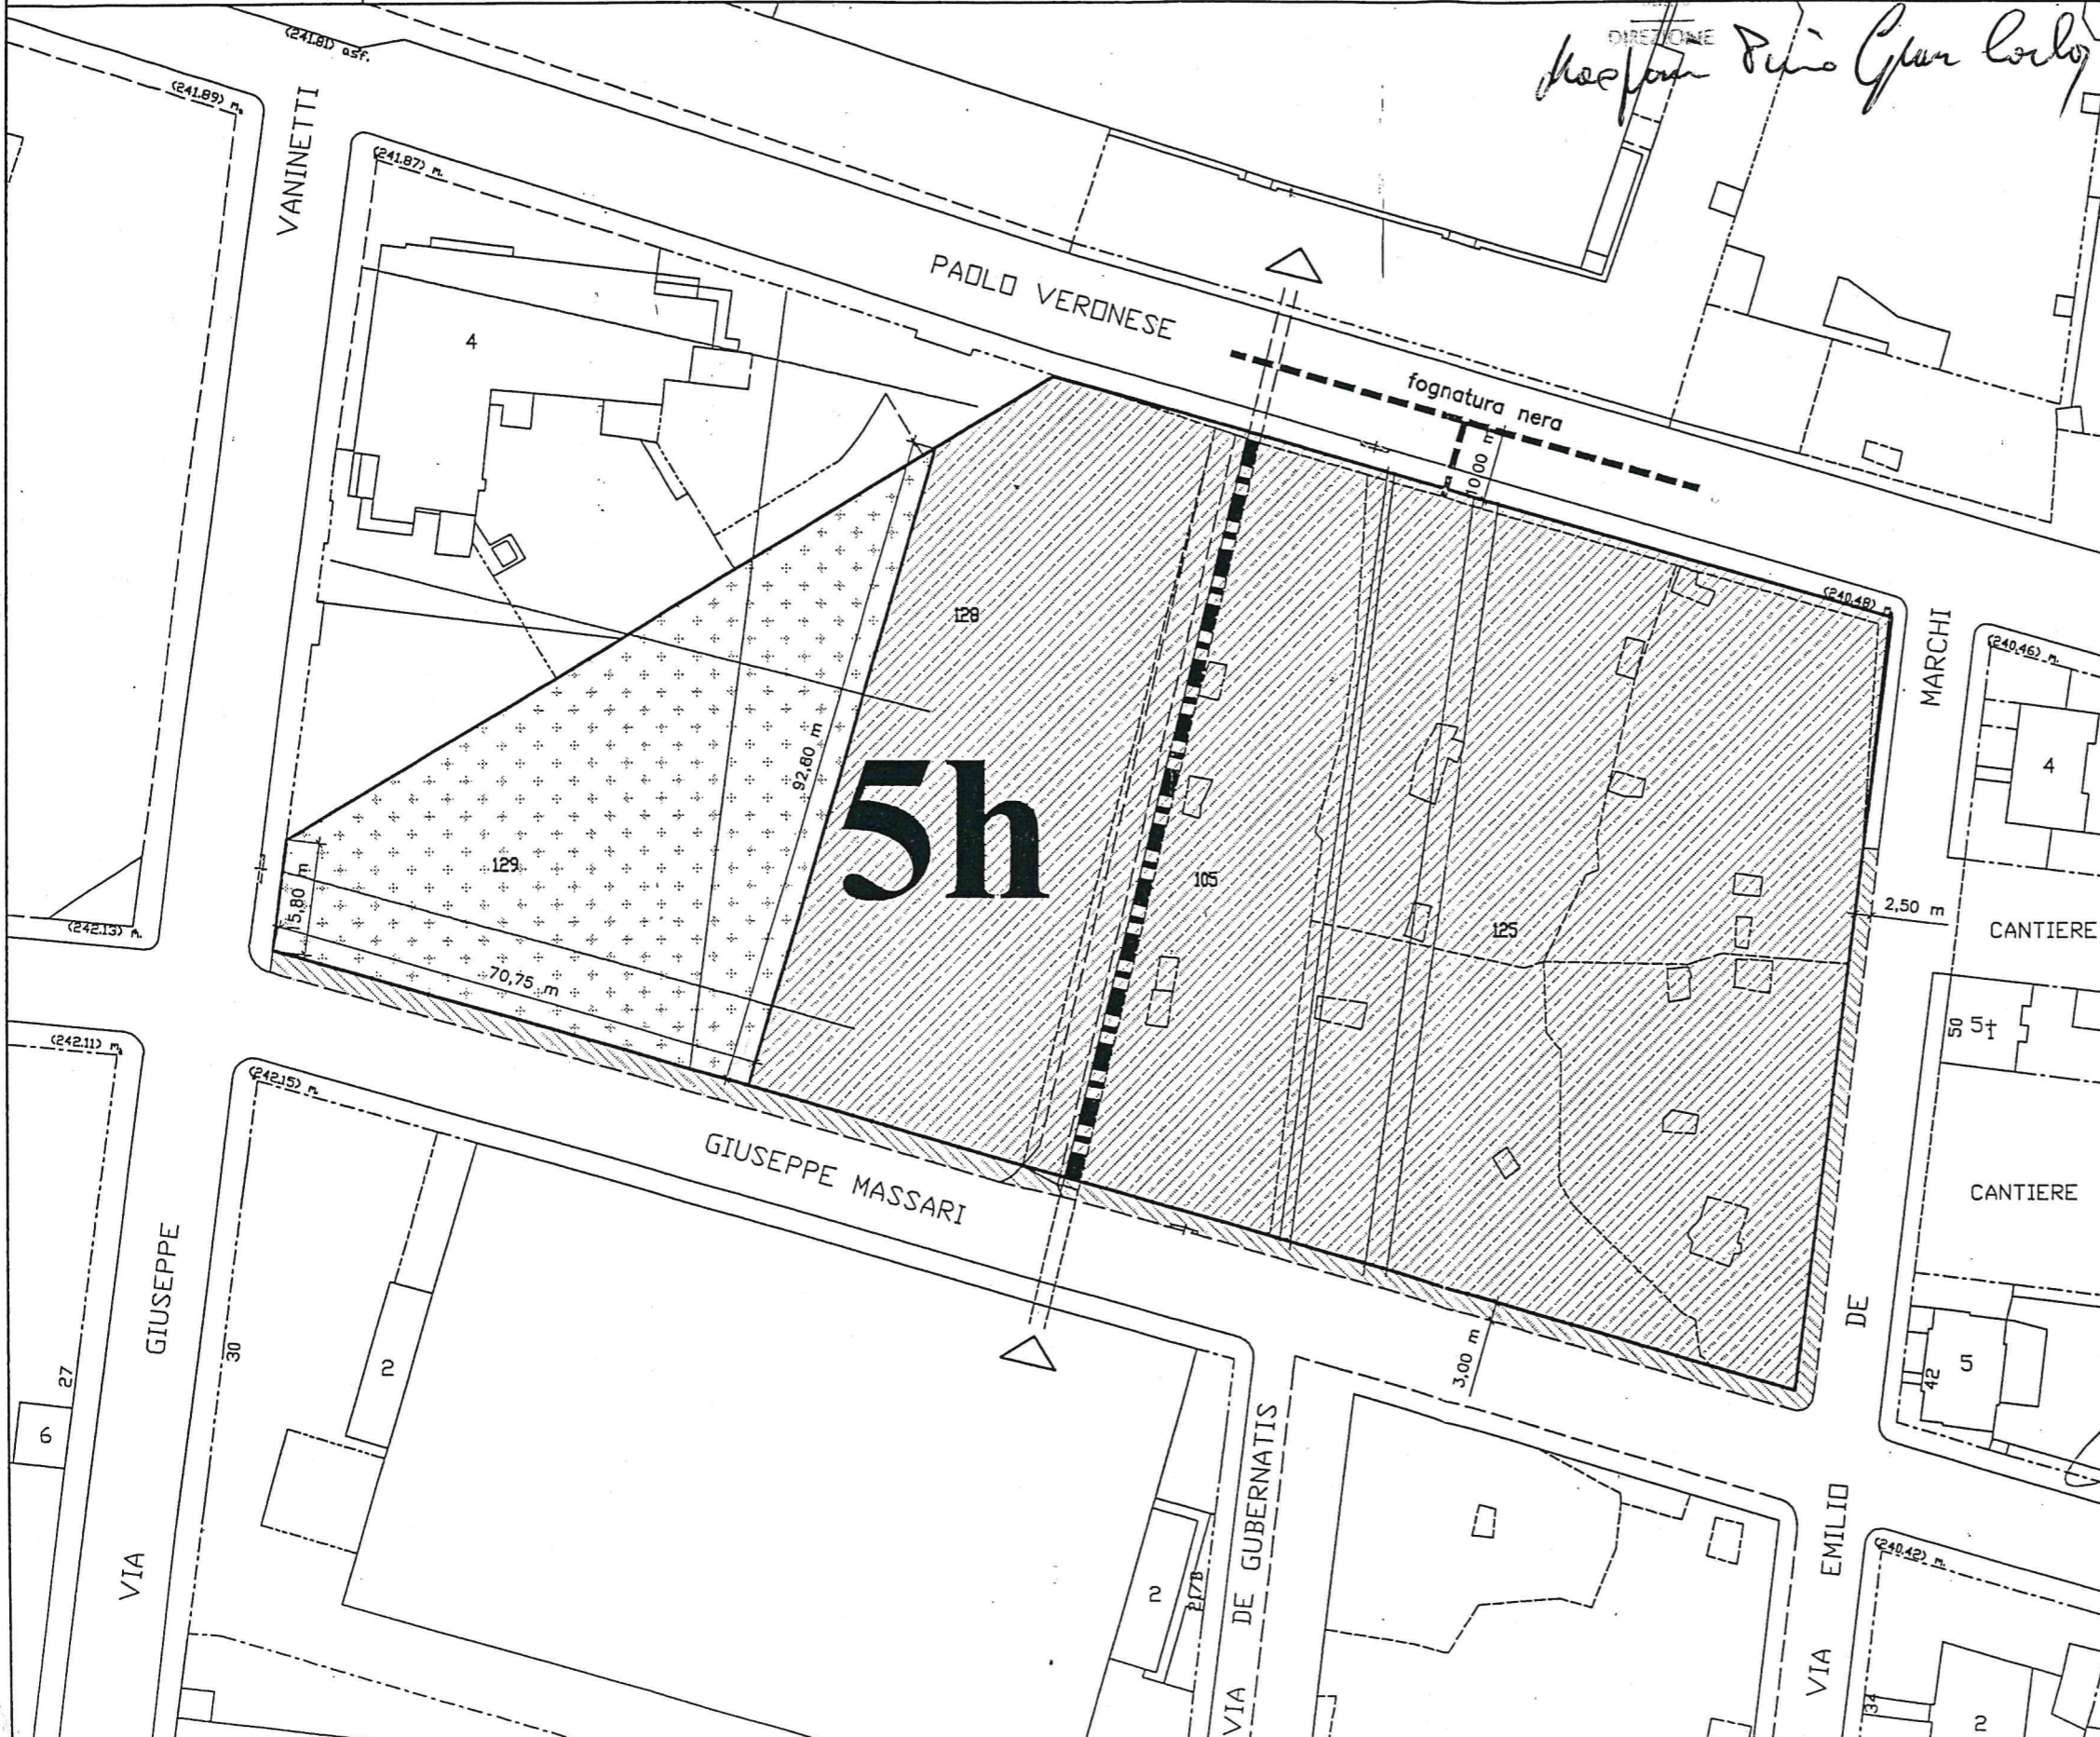 DIREZIONE
(241.81) asf.
(241.89) m.
VANINETTI
(241.87) m.
PAOLO VERONESE
4
fognatura nera
10,00 m
128
(240.48) m.
MARCHI
(240.46) m.
4
92,80 m
5h
129
105
125
15,80 m
2,50 m
CANTIERE
(242.13) m.
70,75 m
50
(242.11) m.
(242.15) m.
GIUSEPPE MASSARI
CANTIERE
GIUSEPPE
DE
30
27
2
3,00 m
5
42
6
VIA
VIA DE GUBERNATIS
EMILIO
(240.42) m.
2
217B
VIA
34
2